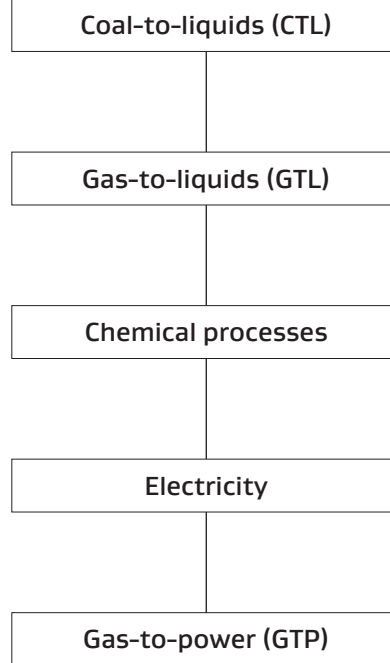 Coal-to-liquids (CTL)
Gas-to-liquids (GTL)
Chemical processes
Electricity
Gas-to-power (GTP)